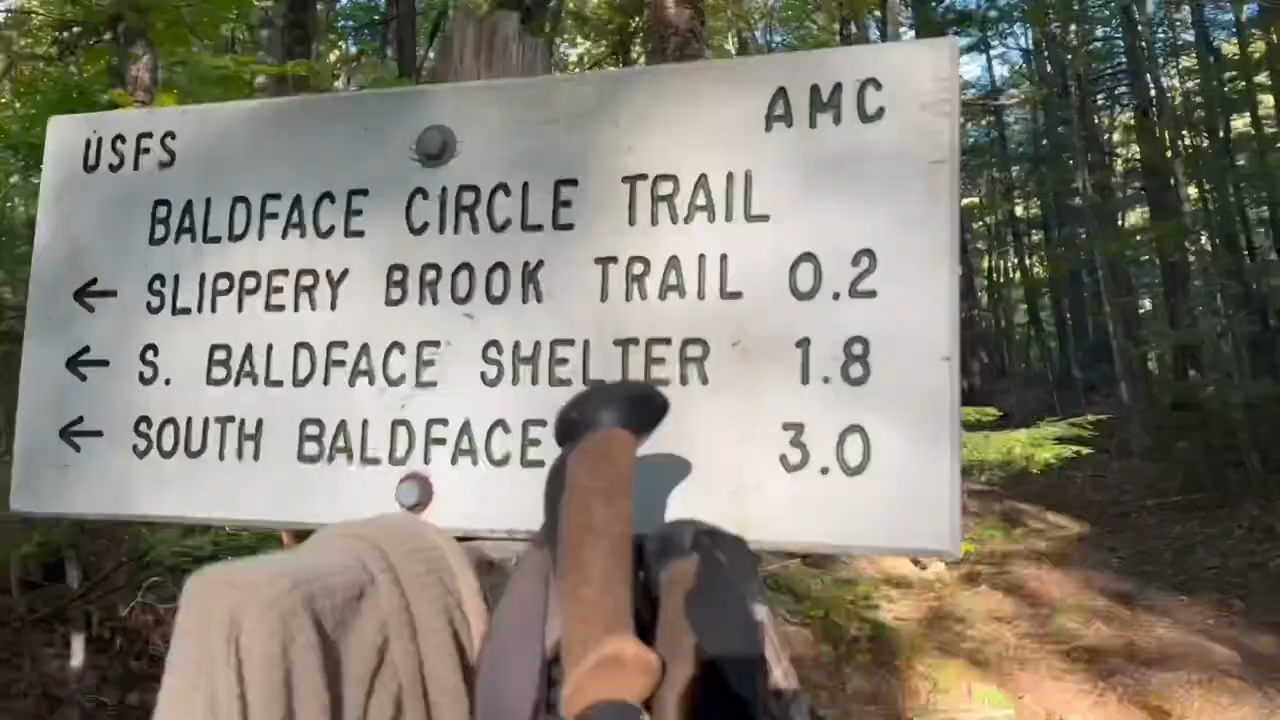 USFS AMC
BALDFACE CIRCLE TRAIL
← SLIPPERY BROOK TRAIL 0.2
← S. BALDFACE SHELTER 1.8
← SOUTH BALDFACE 3.0